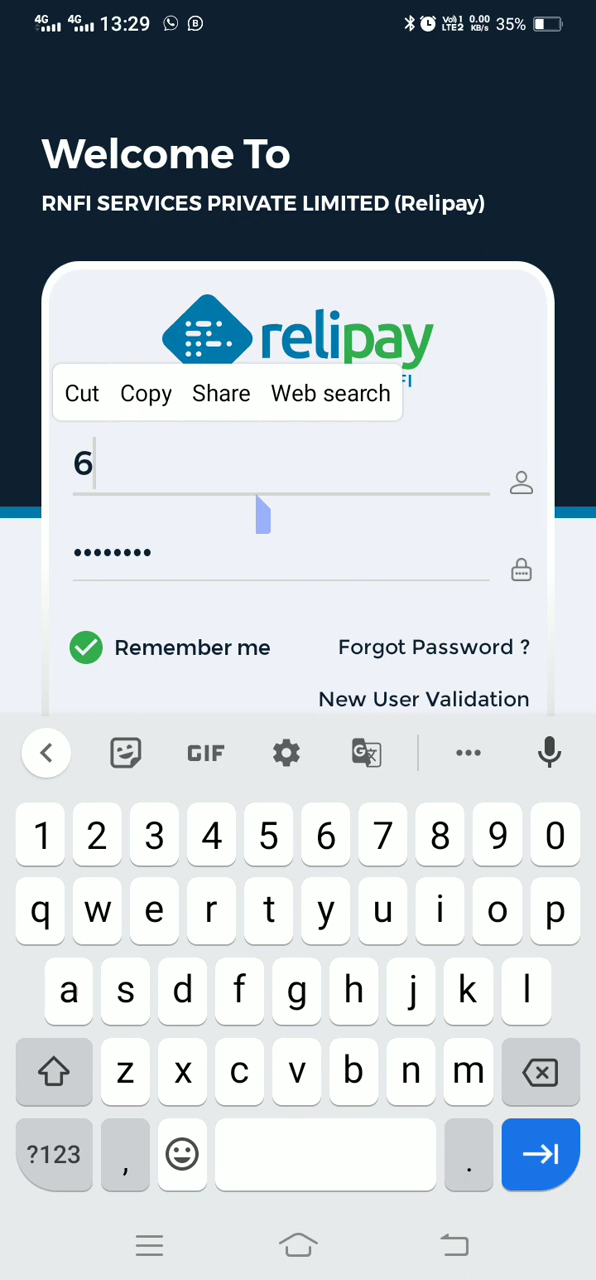 4G 4G 13:29 Vo)) 1 LTE2 0.00 KB/s 35%
Welcome To
RNFI SERVICES PRIVATE LIMITED (Relipay)
relipay
FI
Cut Copy Share Web search
6
••••••••
Remember me Forgot Password ?
New User Validation
GIF
1 2 3 4 5 6 7 8 9 0
q w e r t y u i o p
a s d f g h j k l
z x c v b n m
?123 , .